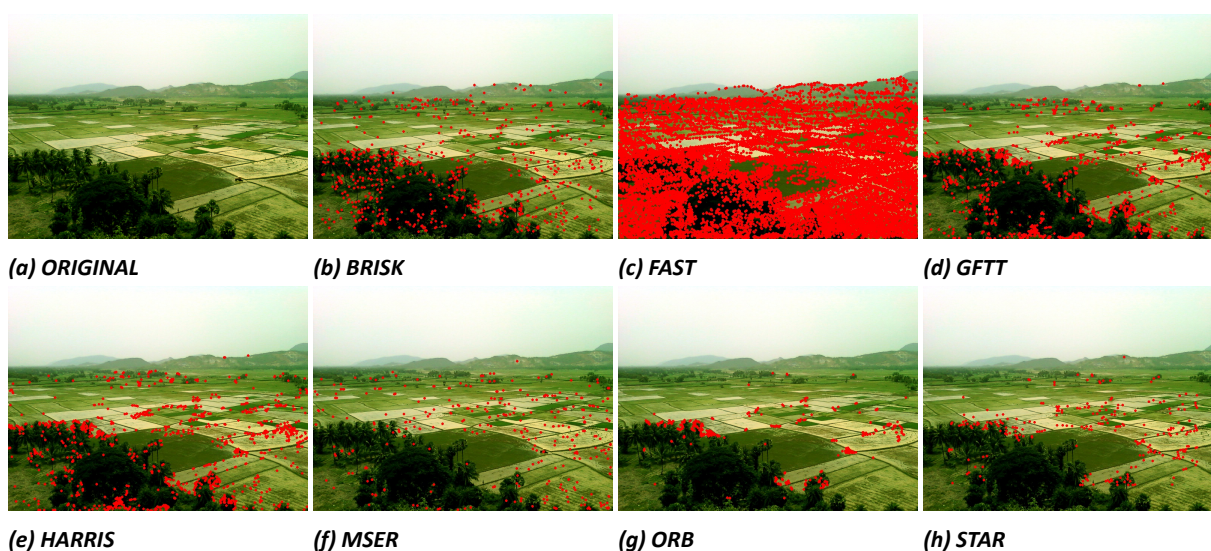 (a) ORIGINAL
(b) BRISK
(c) FAST
(d) GFTT
(e) HARRIS
(f) MSER
(g) ORB
(h) STAR